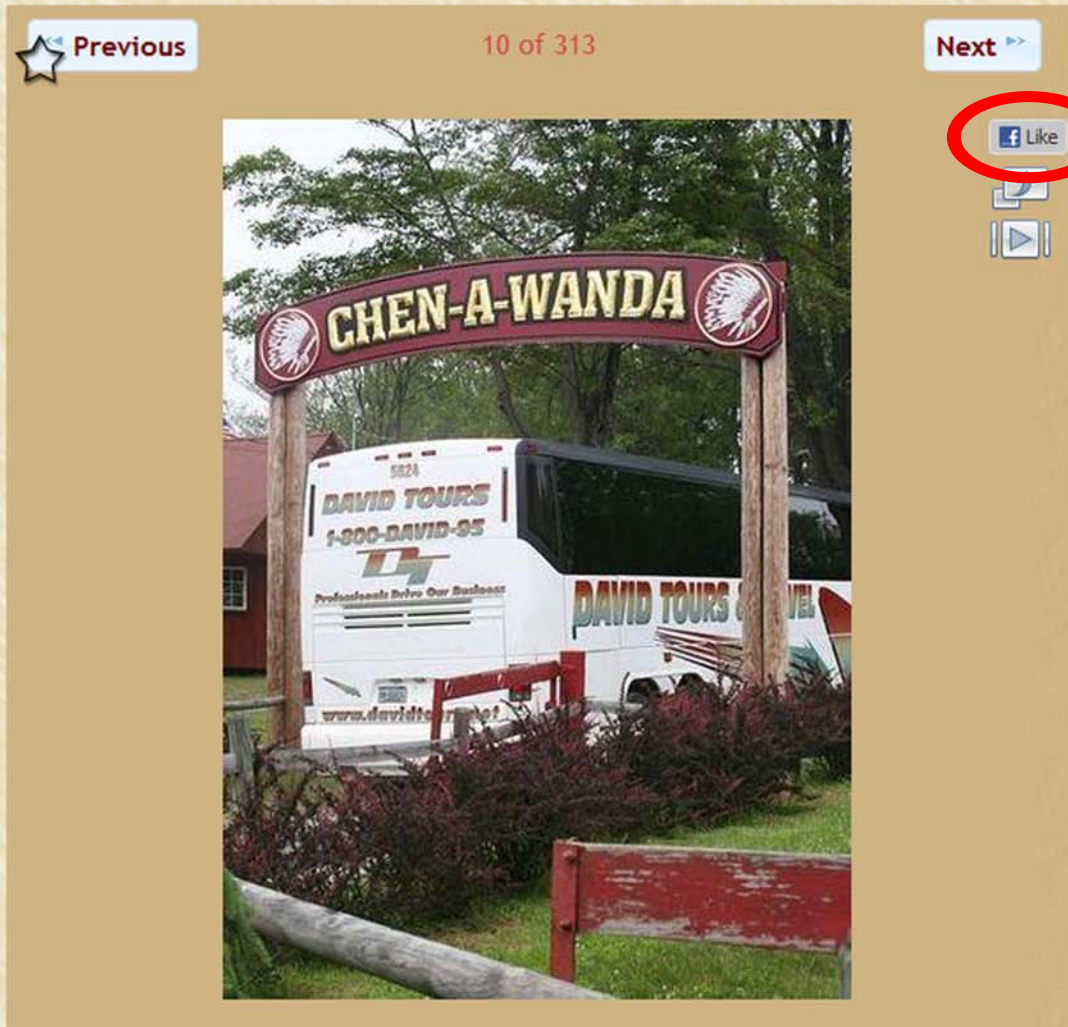 Previous
10 of 313
Next
Like
CHEN-A-WANDA
5624
DAVID TOURS
1-800-DAVID-95
DT
Professionals Drive Our Business
DAVID TOURS &